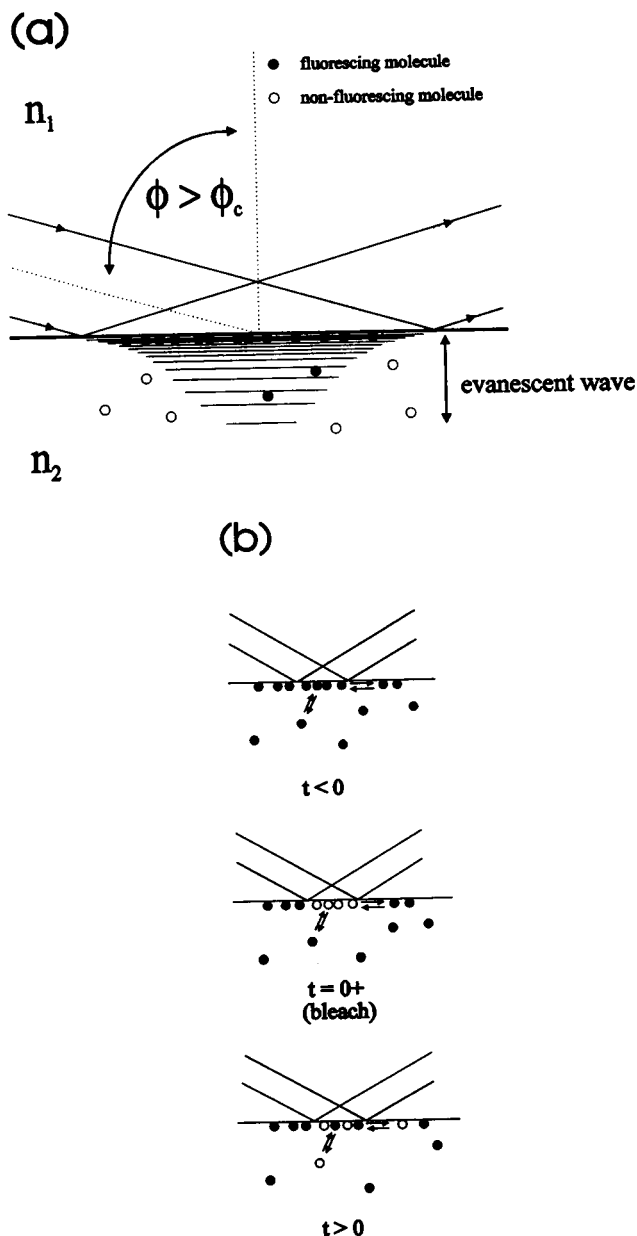 (a)
● fluorescing molecule
○ non-fluorescing molecule
n₁
ϕ > ϕc
evanescent wave
n₂
(b)
t < 0
t = 0+
(bleach)
t > 0